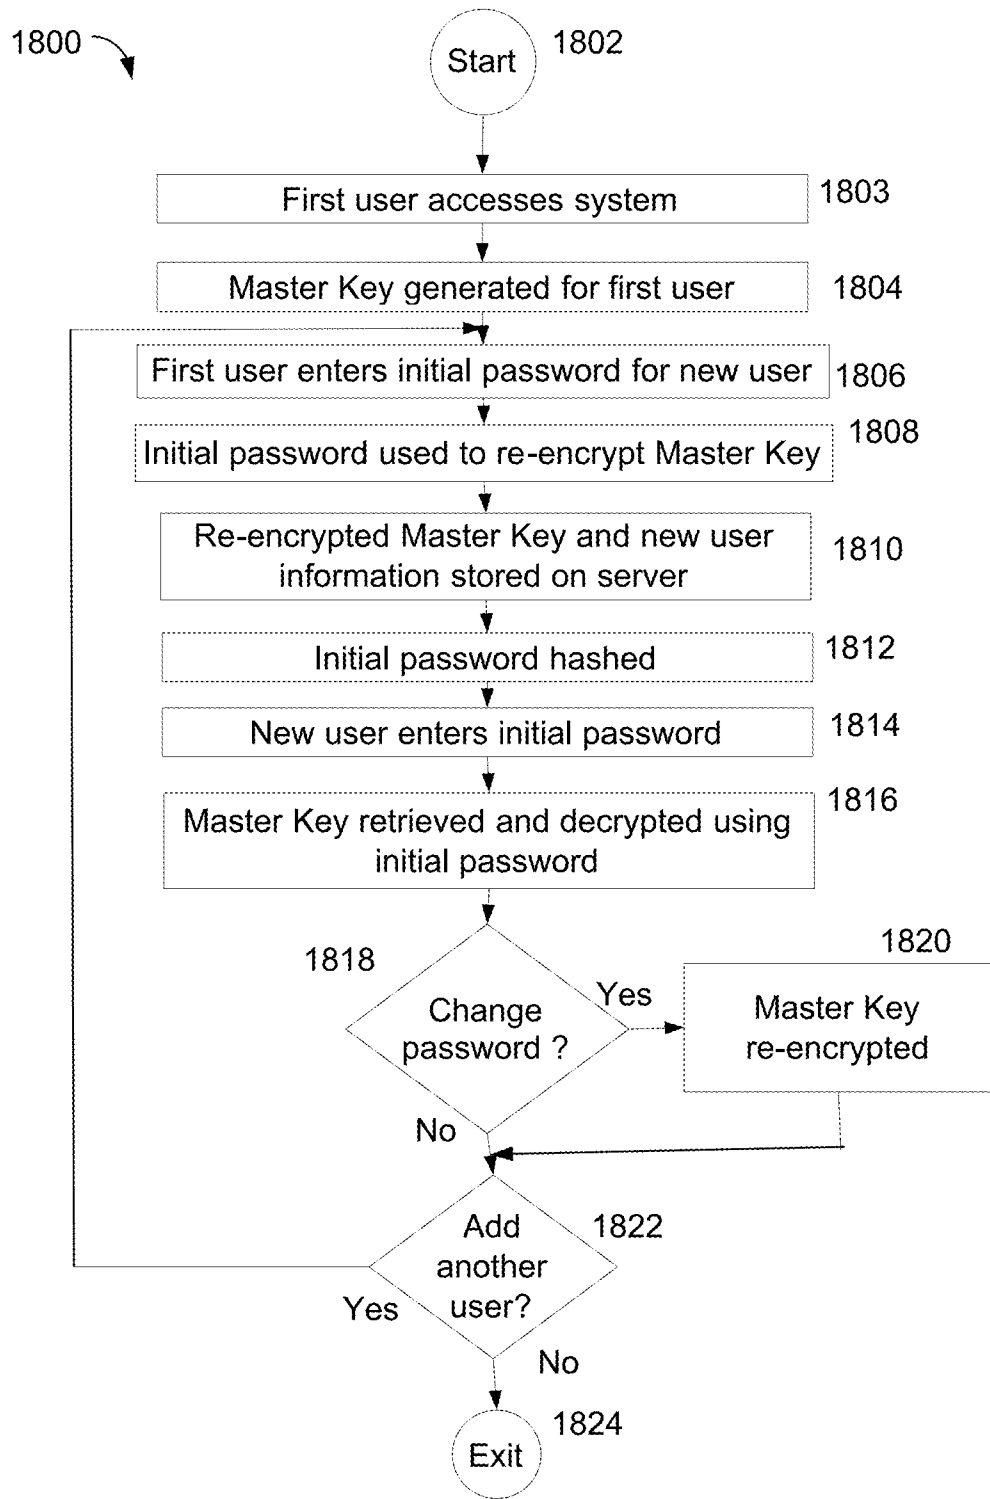 1800
Start
1802
First user accesses system
1803
Master Key generated for first user
1804
First user enters initial password for new user
1806
Initial password used to re-encrypt Master Key
1808
Re-encrypted Master Key and new user
information stored on server
1810
Initial password hashed
1812
New user enters initial password
1814
Master Key retrieved and decrypted using
initial password
1816
1818
Change
password ?
Yes
1820
Master Key
re-encrypted
No
Add
another
user?
1822
Yes
No
Exit
1824